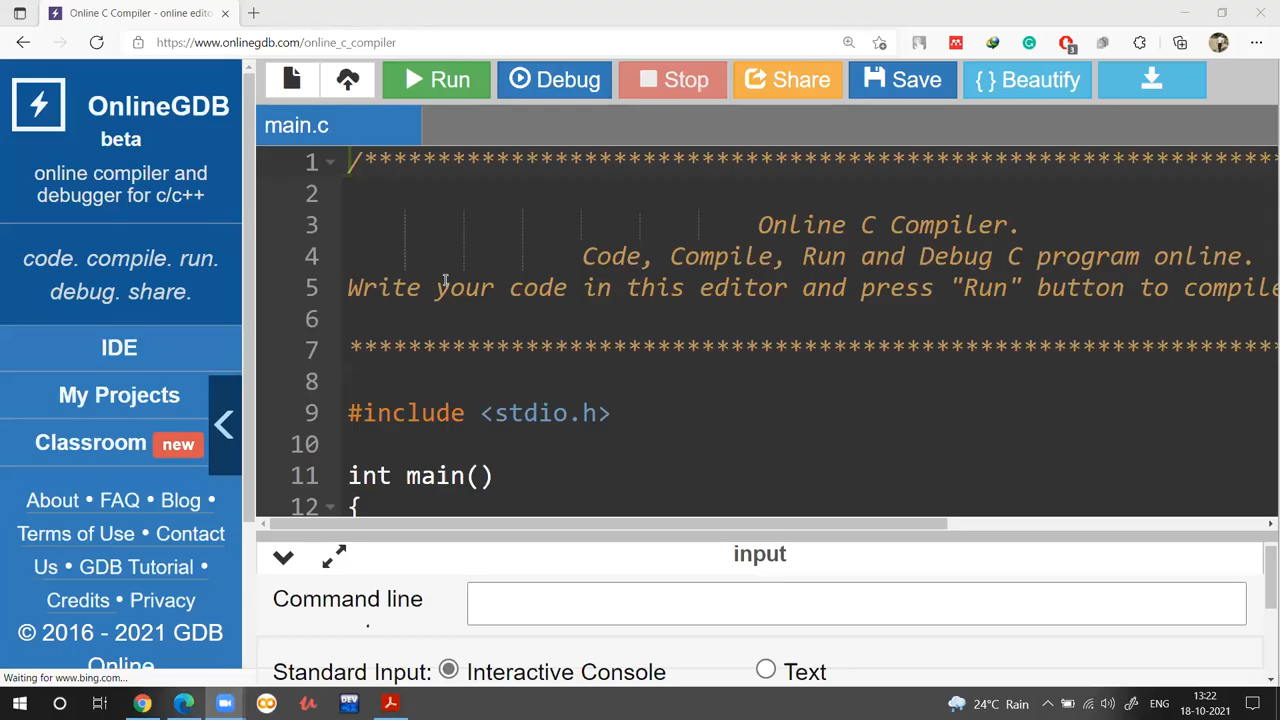 Online C Compiler - online edito
https://www.onlinegdb.com/online_c_compiler
3
OnlineGDB
beta
online compiler and
debugger for c/c++
code. compile. run.
debug. share.
IDE
My Projects
Classroom new
About • FAQ • Blog •
Terms of Use • Contact
Us • GDB Tutorial •
Credits • Privacy
© 2016 - 2021 GDB
Online
Run Debug Stop Share Save { } Beautify
main.c
1 /***************************************************************
2
3 Online C Compiler.
4 Code, Compile, Run and Debug C program online.
5 Write your code in this editor and press "Run" button to compile
6
7 ****************************************************************
8
9 #include <stdio.h>
10
11 int main()
12 {
input
Command line
Standard Input: Interactive Console Text
Waiting for www.bing.com...
DEV
24°C Rain ENG 13:22
18-10-2021